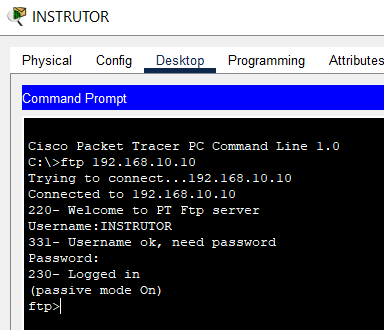 INSTRUTOR
Physical Config Desktop Programming Attributes
Command Prompt
Cisco Packet Tracer PC Command Line 1.0
C:\>ftp 192.168.10.10
Trying to connect...192.168.10.10
Connected to 192.168.10.10
220- Welcome to PT Ftp server
Username:INSTRUTOR
331- Username ok, need password
Password:
230- Logged in
(passive mode On)
ftp>